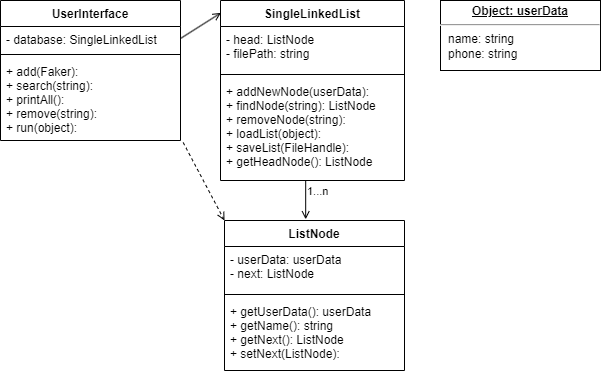 UserInterface
- database: SingleLinkedList
+ add(Faker):
+ search(string):
+ printAll():
+ remove(string):
+ run(object):
SingleLinkedList
- head: ListNode
- filePath: string
+ addNewNode(userData):
+ findNode(string): ListNode
+ removeNode(string):
+ loadList(object):
+ saveList(FileHandle):
+ getHeadNode(): ListNode
Object: userData
name: string
phone: string
1...n
ListNode
- userData: userData
- next: ListNode
+ getUserData(): userData
+ getName(): string
+ getNext(): ListNode
+ setNext(ListNode):